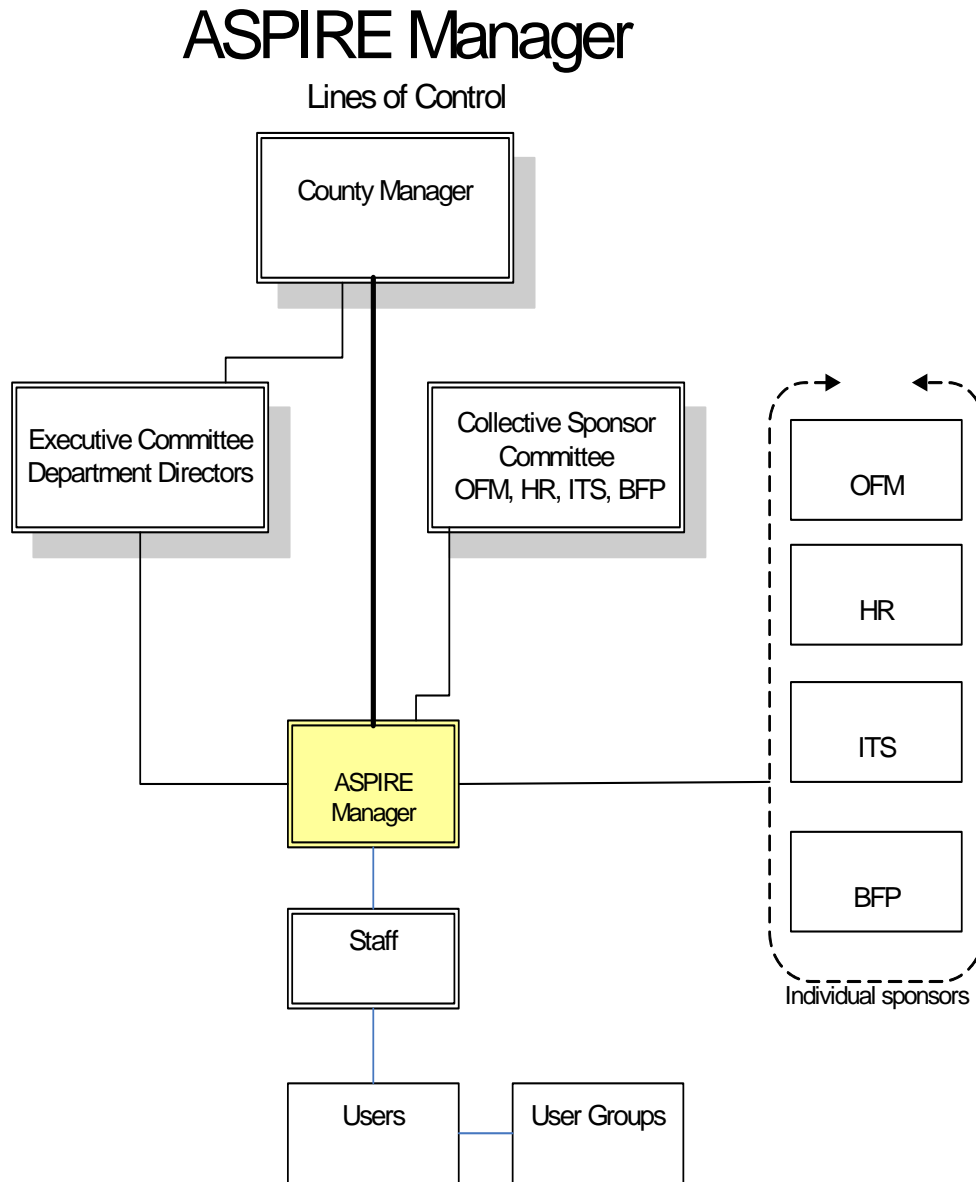 ASPIRE Manager
Lines of Control
County Manager
Executive Committee
Department Directors
Collective Sponsor
Committee
OFM, HR, ITS, BFP
OFM
HR
ITS
BFP
Individual sponsors
ASPIRE
Manager
Staff
Users
User Groups